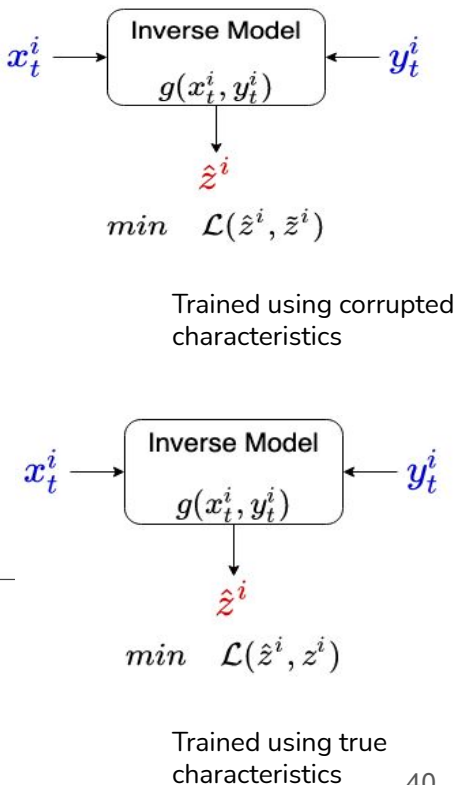 Inverse Model
x_t^i
y_t^i
g(x_t^i, y_t^i)
ẑ^i
min ℒ(ẑ^i, z̃^i)
Trained using corrupted
characteristics
Inverse Model
x_t^i
y_t^i
g(x_t^i, y_t^i)
ẑ^i
min ℒ(ẑ^i, z^i)
Trained using true
characteristics
40